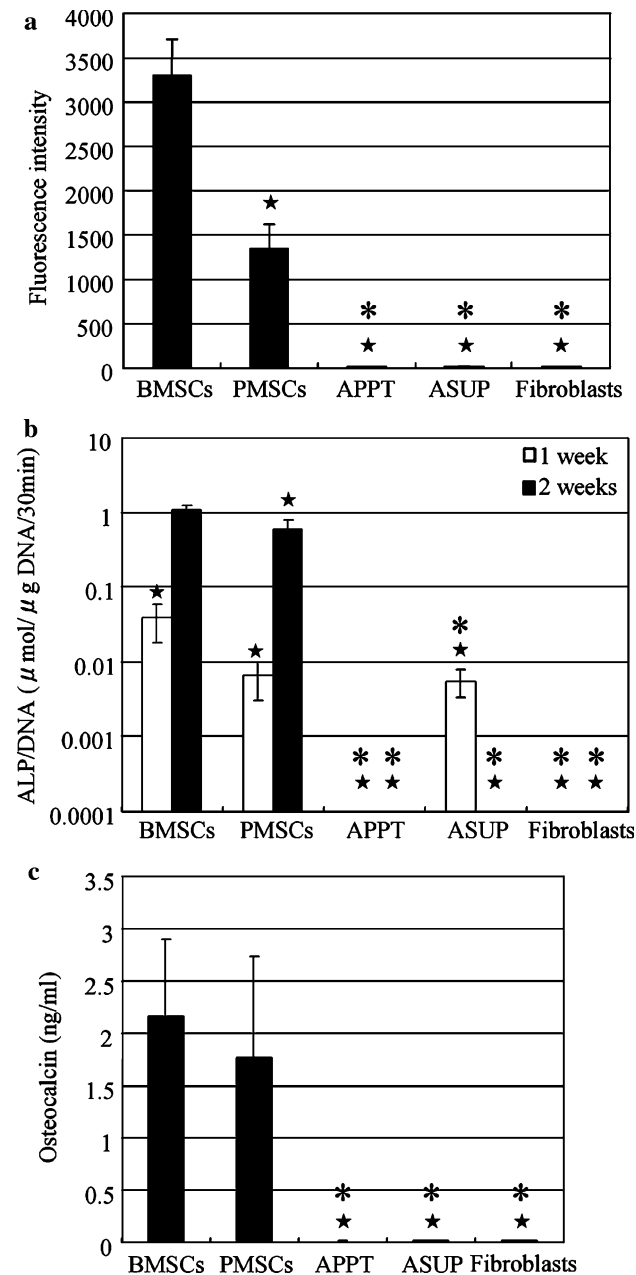 a
Fluorescence intensity
4000
3500
3000
2500
2000
1500
1000
500
0
★
* * *
★ ★ ★
BMSCs PMSCs APPT ASUP Fibroblasts
b
ALP/DNA ( μ mol/ μ g DNA/30min)
10
1
0.1
0.01
0.001
0.0001
1 week
2 weeks
★
★
★
*
★
* * * * *
★ ★ ★ ★ ★
BMSCs PMSCs APPT ASUP Fibroblasts
c
Osteocalcin (ng/ml)
3.5
3
2.5
2
1.5
1
0.5
0
* * *
★ ★ ★
BMSCs PMSCs APPT ASUP Fibroblasts